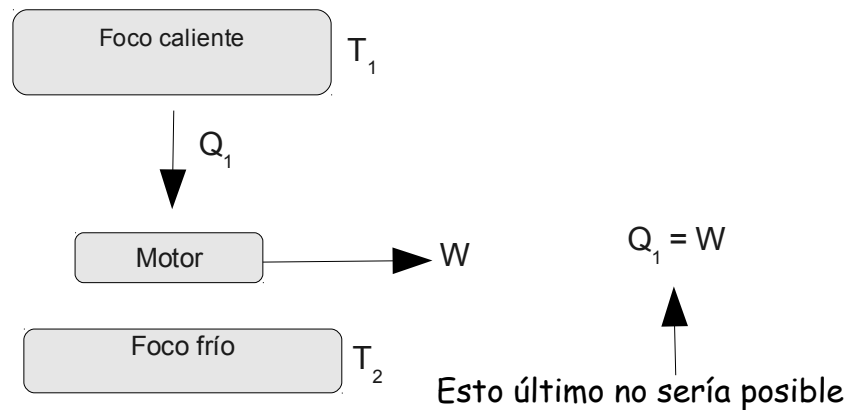 Foco caliente
T1
Q1
Motor
W
Q1 = W
Foco frío
T2
Esto último no sería posible